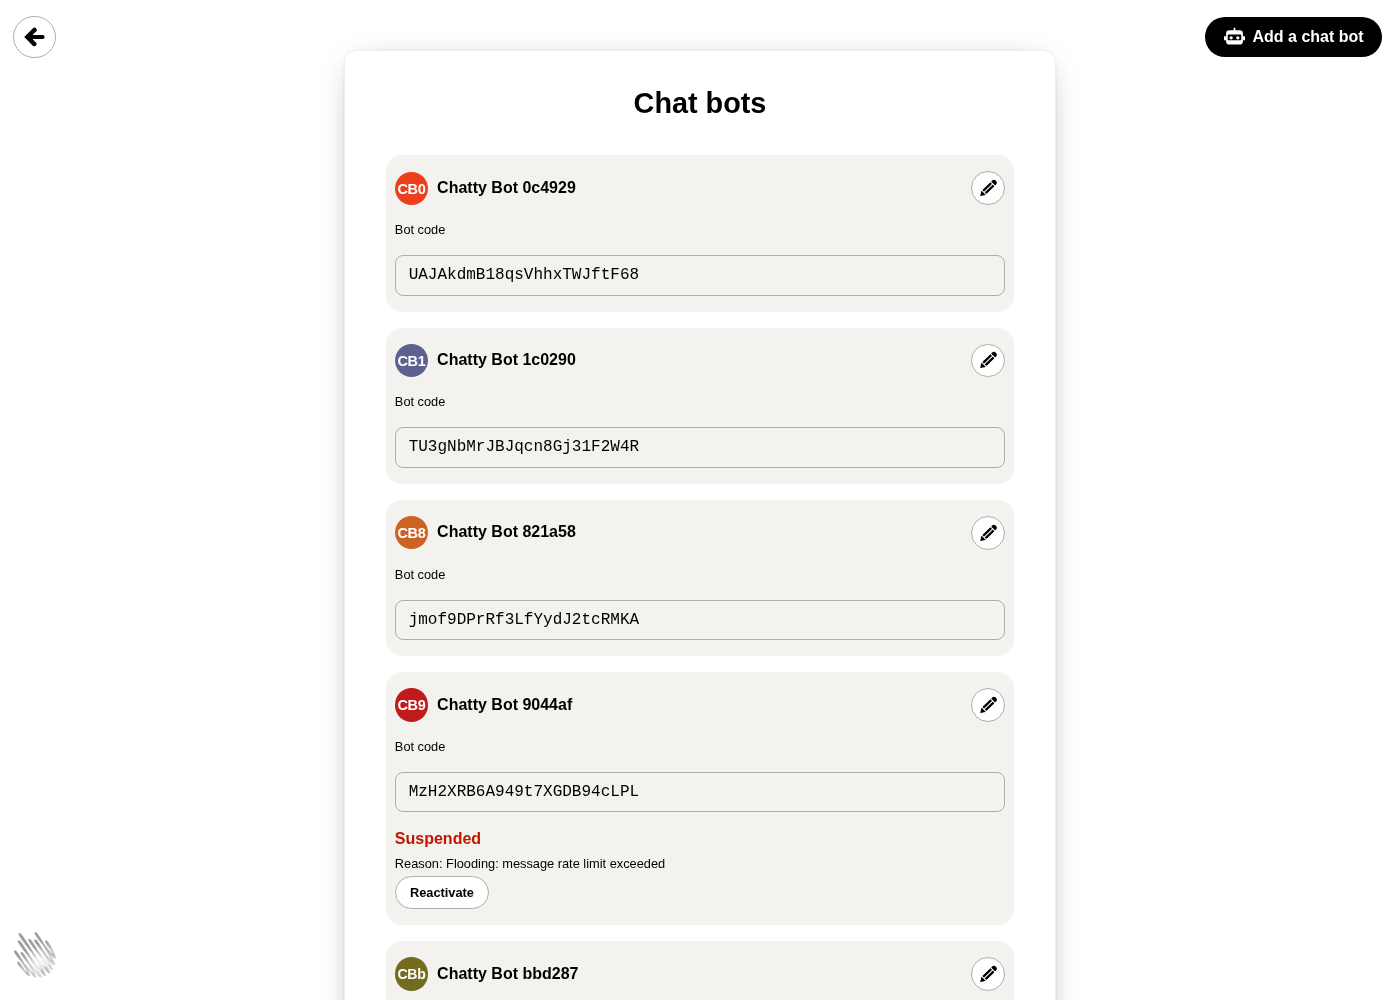 Add a chat bot
Chat bots
CB0 Chatty Bot 0c4929
Bot code
UAJAkdmB18qsVhhxTWJftF68
CB1 Chatty Bot 1c0290
Bot code
TU3gNbMrJBJqcn8Gj31F2W4R
CB8 Chatty Bot 821a58
Bot code
jmof9DPrRf3LfYydJ2tcRMKA
CB9 Chatty Bot 9044af
Bot code
MzH2XRB6A949t7XGDB94cLPL
Suspended
Reason: Flooding: message rate limit exceeded
Reactivate
CBb Chatty Bot bbd287